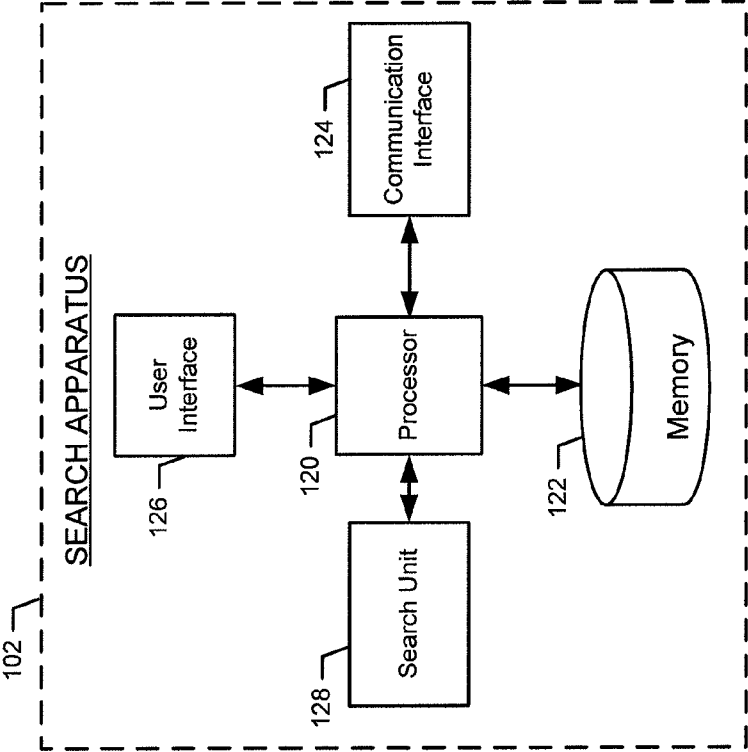 102
SEARCH APPARATUS
126
User
Interface
128
Search Unit
120
Processor
124
Communication
Interface
122
Memory